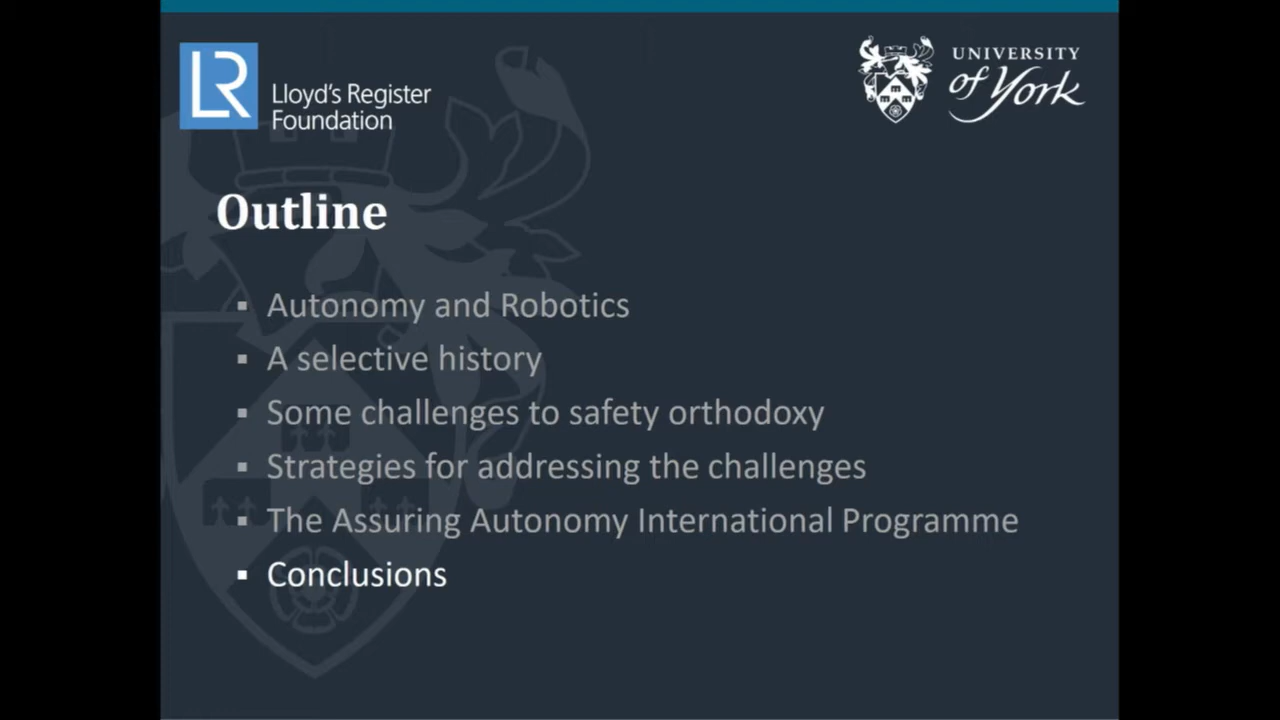 LR
Lloyd's Register
Foundation
UNIVERSITY
of York
Outline
▪ Autonomy and Robotics
▪ A selective history
▪ Some challenges to safety orthodoxy
▪ Strategies for addressing the challenges
▪ The Assuring Autonomy International Programme
▪ Conclusions